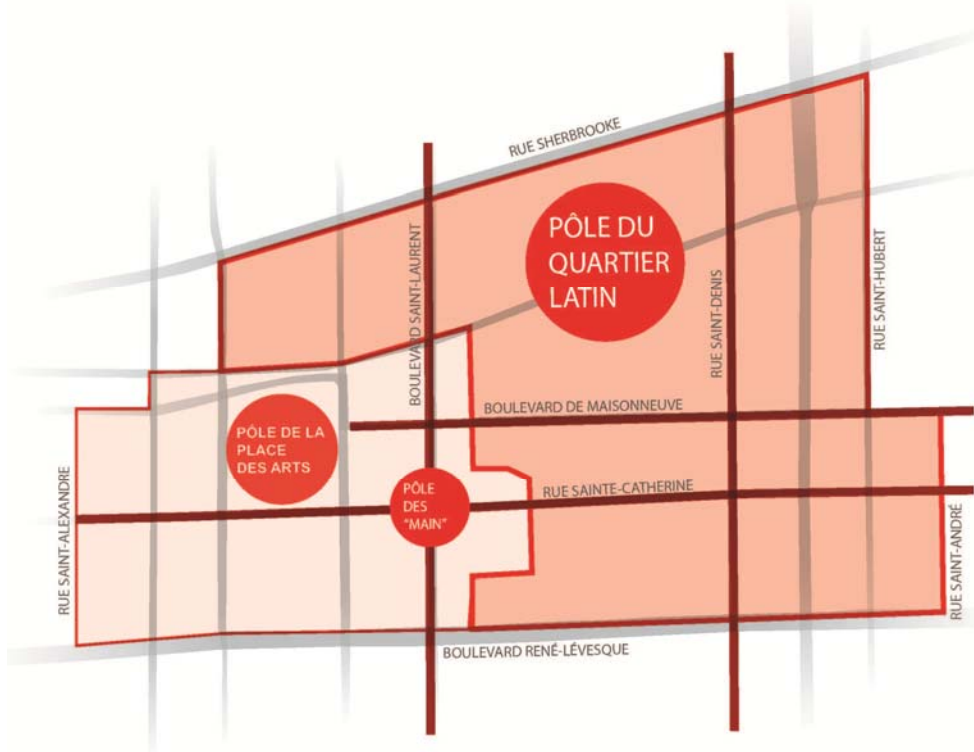 RUE SHERBROOKE
PÔLE DU
QUARTIER
LATIN
BOULEVARD SAINT-LAURENT
RUE SAINT-DENIS
RUE SAINT-HUBERT
BOULEVARD DE MAISONNEUVE
PÔLE DE LA
PLACE
DES ARTS
PÔLE
DES
"MAIN"
RUE SAINTE-CATHERINE
RUE SAINT-ALEXANDRE
RUE SAINT-ANDRÉ
BOULEVARD RENÉ-LÉVESQUE